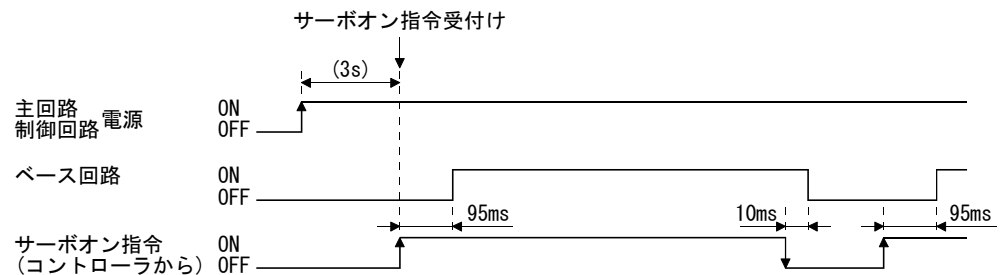 サーボオン指令受付け
(3s)
主回路
制御回路 電源
ON
OFF
ベース回路
ON
OFF
95ms
10ms
95ms
サーボオン指令
(コントローラから)
ON
OFF